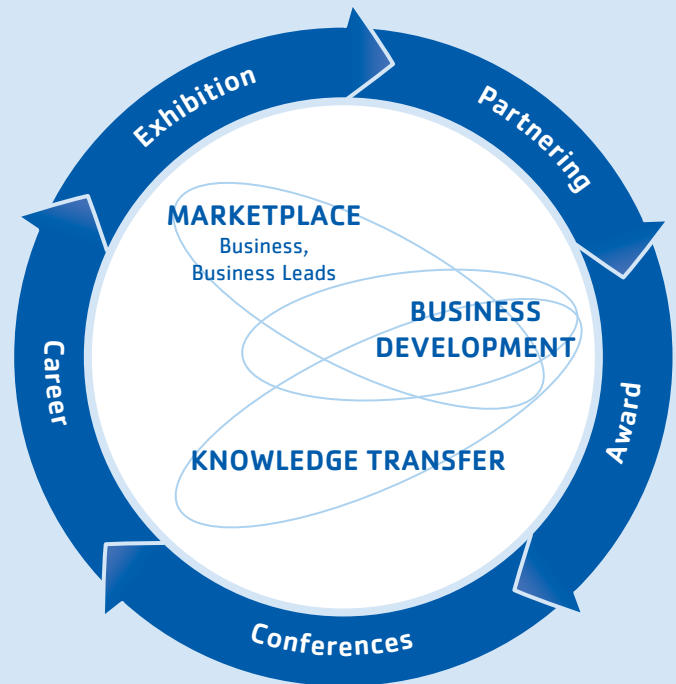 Exhibition
Partnering
Award
Conferences
Career
MARKETPLACE
Business,
Business Leads
BUSINESS
DEVELOPMENT
KNOWLEDGE TRANSFER